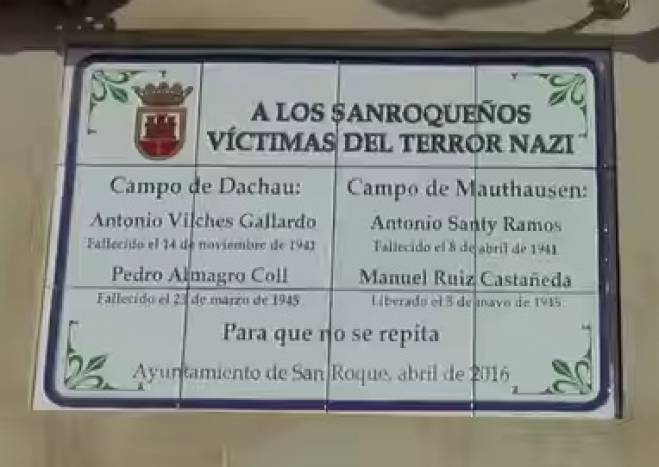 A LOS SANROQUEÑOS
VÍCTIMAS DEL TERROR NAZI
Campo de Dachau:
Antonio Vilches Gallardo
Fallecido el 14 de noviembre de 1941
Pedro Almagro Coll
Fallecido el 23 de marzo de 1945
Campo de Mauthausen:
Antonio Santy Ramos
Fallecido el 8 de abril de 1941
Manuel Ruiz Castañeda
Liberado el 5 de mayo de 1945
Para que no se repita
Ayuntamiento de San Roque, abril de 2016